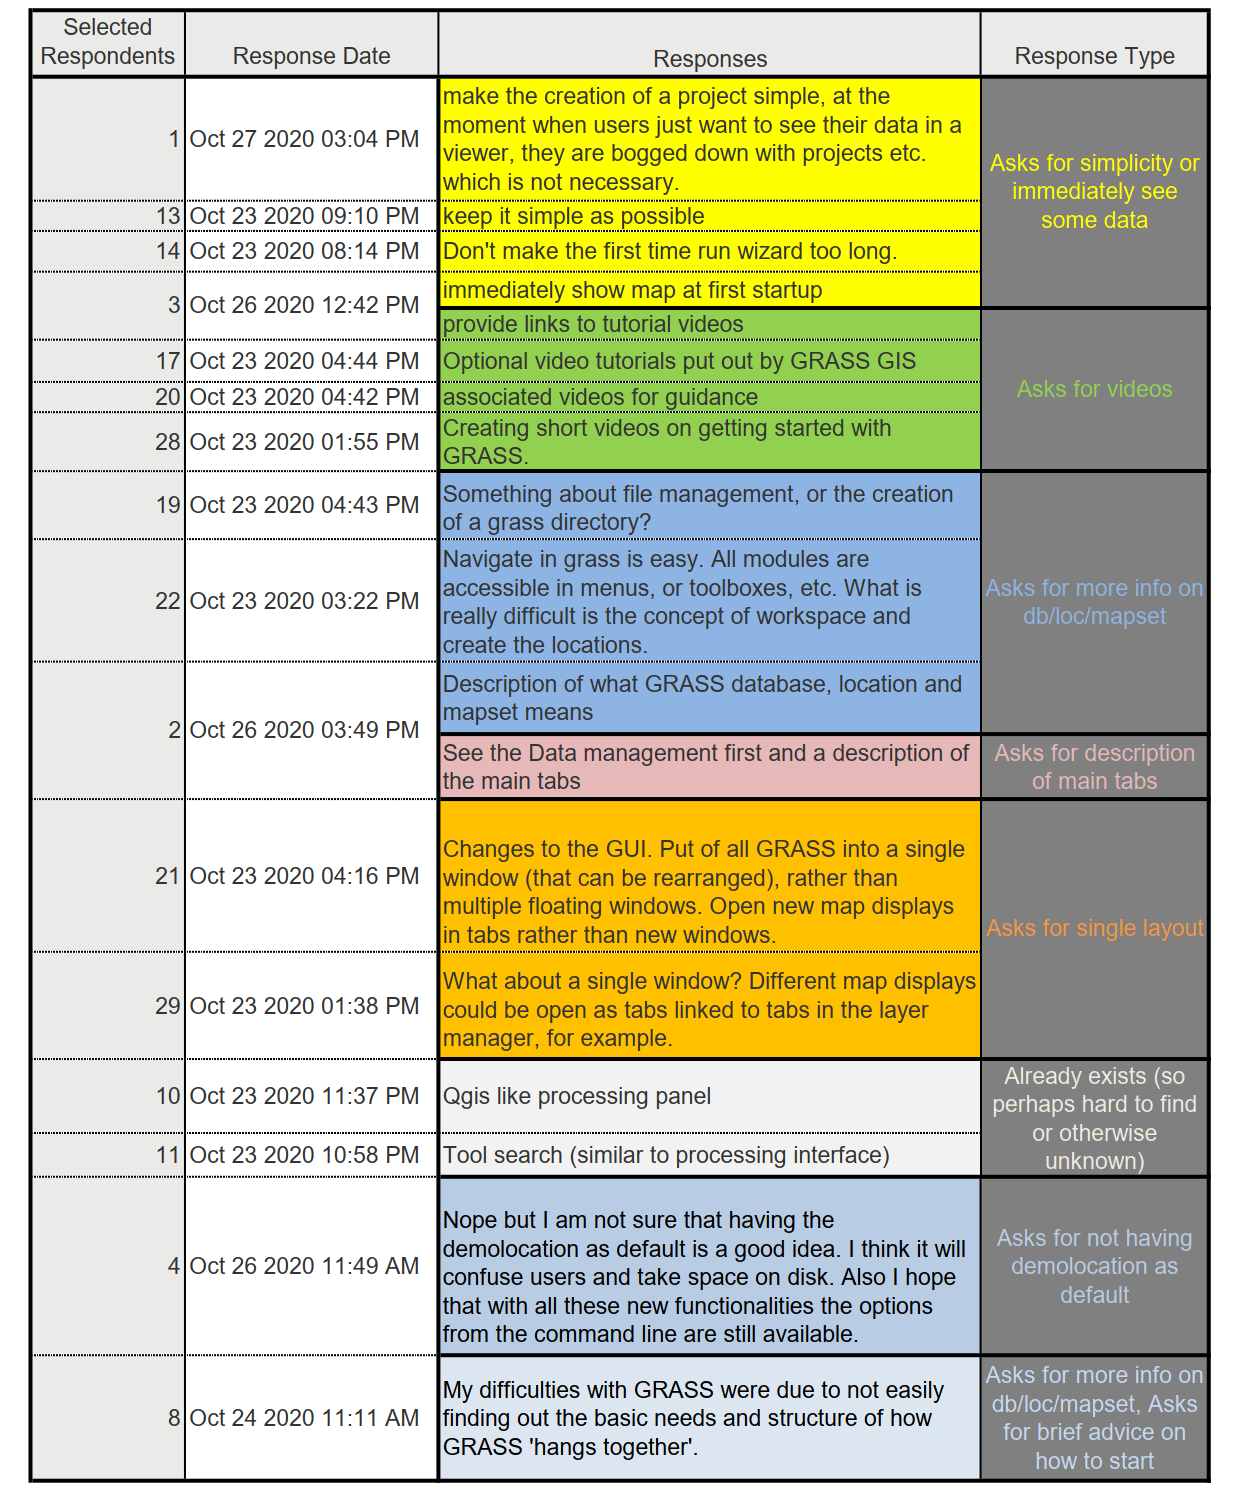 Selected
Respondents
Response Date
Responses
Response Type
1
Oct 27 2020 03:04 PM
make the creation of a project simple, at the
moment when users just want to see their data in a
viewer, they are bogged down with projects etc.
which is not necessary.
Asks for simplicity or
immediately see
some data
13
Oct 23 2020 09:10 PM
keep it simple as possible
14
Oct 23 2020 08:14 PM
Don't make the first time run wizard too long.
3
Oct 26 2020 12:42 PM
immediately show map at first startup
provide links to tutorial videos
Asks for videos
17
Oct 23 2020 04:44 PM
Optional video tutorials put out by GRASS GIS
20
Oct 23 2020 04:42 PM
associated videos for guidance
28
Oct 23 2020 01:55 PM
Creating short videos on getting started with
GRASS.
19
Oct 23 2020 04:43 PM
Something about file management, or the creation
of a grass directory?
Asks for more info on
db/loc/mapset
22
Oct 23 2020 03:22 PM
Navigate in grass is easy. All modules are
accessible in menus, or toolboxes, etc. What is
really difficult is the concept of workspace and
create the locations.
2
Oct 26 2020 03:49 PM
Description of what GRASS database, location and
mapset means
See the Data management first and a description of
the main tabs
Asks for description
of main tabs
21
Oct 23 2020 04:16 PM
Changes to the GUI. Put of all GRASS into a single
window (that can be rearranged), rather than
multiple floating windows. Open new map displays
in tabs rather than new windows.
Asks for single layout
29
Oct 23 2020 01:38 PM
What about a single window? Different map displays
could be open as tabs linked to tabs in the layer
manager, for example.
10
Oct 23 2020 11:37 PM
Qgis like processing panel
Already exists (so
perhaps hard to find
or otherwise
unknown)
11
Oct 23 2020 10:58 PM
Tool search (similar to processing interface)
4
Oct 26 2020 11:49 AM
Nope but I am not sure that having the
demolocation as default is a good idea. I think it will
confuse users and take space on disk. Also I hope
that with all these new functionalities the options
from the command line are still available.
Asks for not having
demolocation as
default
8
Oct 24 2020 11:11 AM
My difficulties with GRASS were due to not easily
finding out the basic needs and structure of how
GRASS 'hangs together'.
Asks for more info on
db/loc/mapset, Asks
for brief advice on
how to start